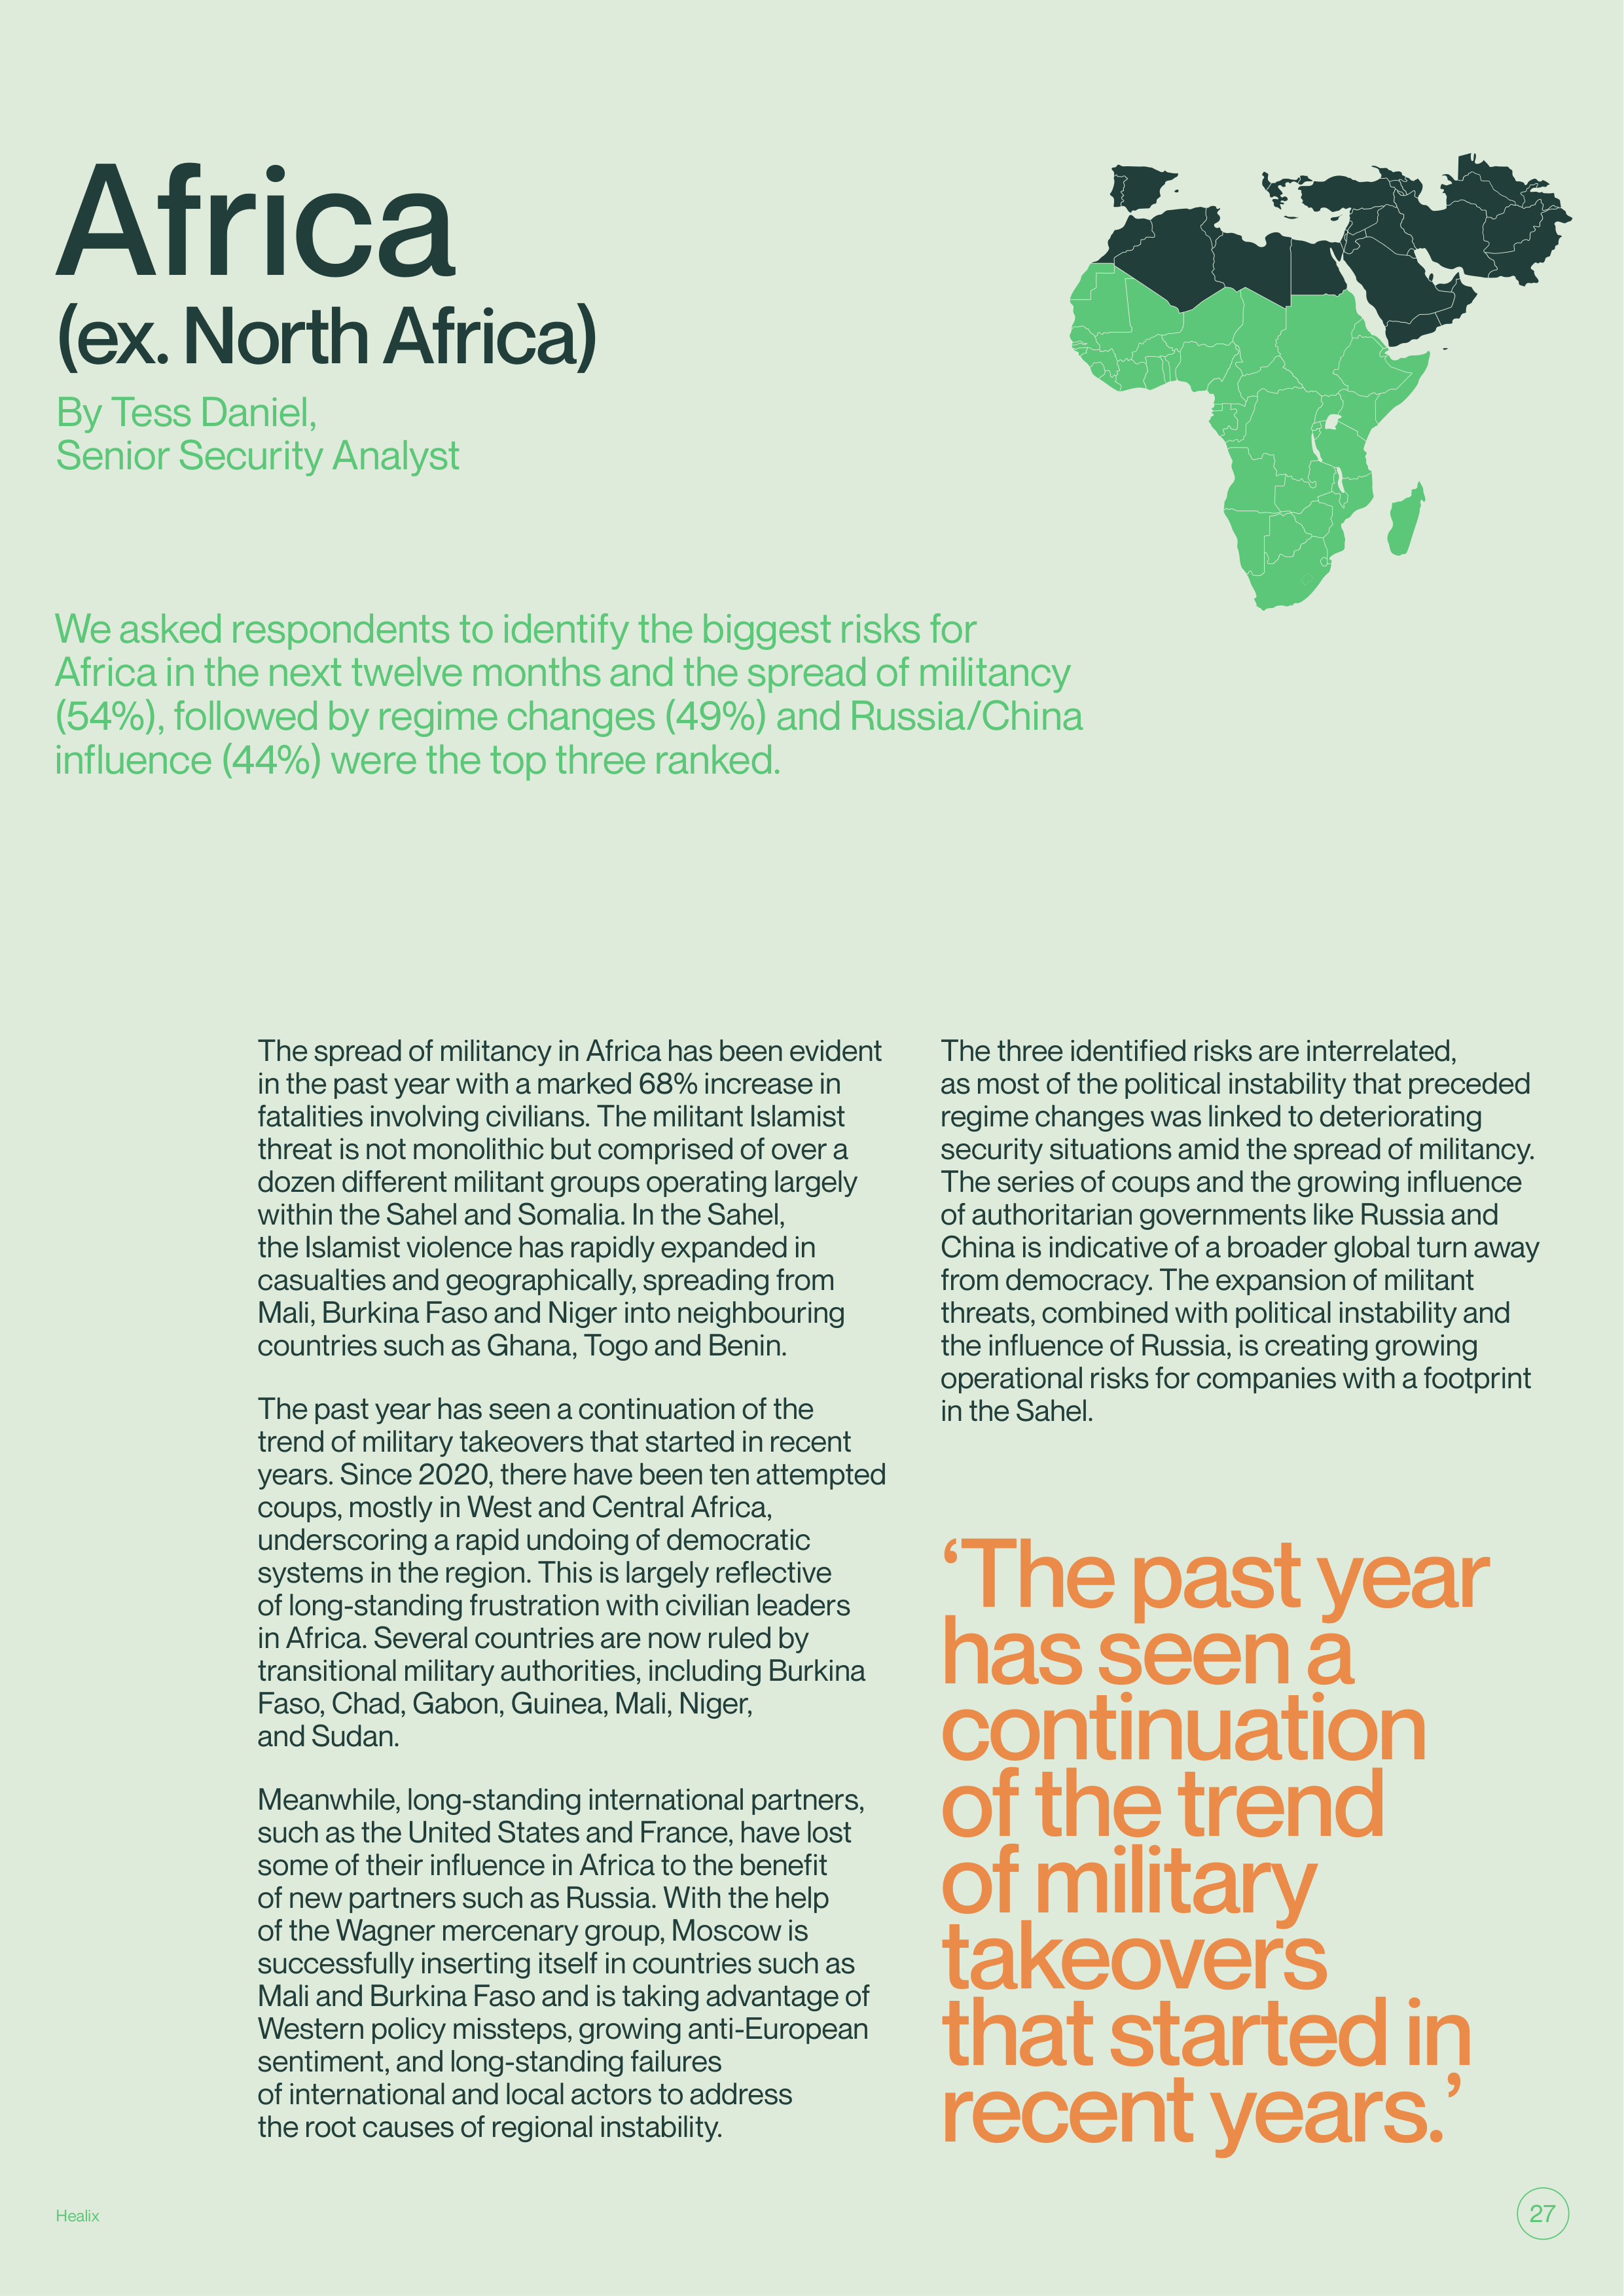 Africa
(ex. North Africa)
By Tess Daniel,
Senior Security Analyst
We asked respondents to identify the biggest risks for
Africa in the next twelve months and the spread of militancy
(54%), followed by regime changes (49%) and Russia/China
influence (44%) were the top three ranked.
The spread of militancy in Africa has been evident
in the past year with a marked 68% increase in
fatalities involving civilians. The militant Islamist
threat is not monolithic but comprised of over a
dozen different militant groups operating largely
within the Sahel and Somalia. In the Sahel,
the Islamist violence has rapidly expanded in
casualties and geographically, spreading from
Mali, Burkina Faso and Niger into neighbouring
countries such as Ghana, Togo and Benin.
The past year has seen a continuation of the
trend of military takeovers that started in recent
years. Since 2020, there have been ten attempted
coups, mostly in West and Central Africa,
underscoring a rapid undoing of democratic
systems in the region. This is largely reflective
of long-standing frustration with civilian leaders
in Africa. Several countries are now ruled by
transitional military authorities, including Burkina
Faso, Chad, Gabon, Guinea, Mali, Niger,
and Sudan.
Meanwhile, long-standing international partners,
such as the United States and France, have lost
some of their influence in Africa to the benefit
of new partners such as Russia. With the help
of the Wagner mercenary group, Moscow is
successfully inserting itself in countries such as
Mali and Burkina Faso and is taking advantage of
Western policy missteps, growing anti-European
sentiment, and long-standing failures
of international and local actors to address
the root causes of regional instability.
The three identified risks are interrelated,
as most of the political instability that preceded
regime changes was linked to deteriorating
security situations amid the spread of militancy.
The series of coups and the growing influence
of authoritarian governments like Russia and
China is indicative of a broader global turn away
from democracy. The expansion of militant
threats, combined with political instability and
the influence of Russia, is creating growing
operational risks for companies with a footprint
in the Sahel.
‘The past year
has seen a
continuation
of the trend
of military
takeovers
that started in
recent years.’
Healix
27